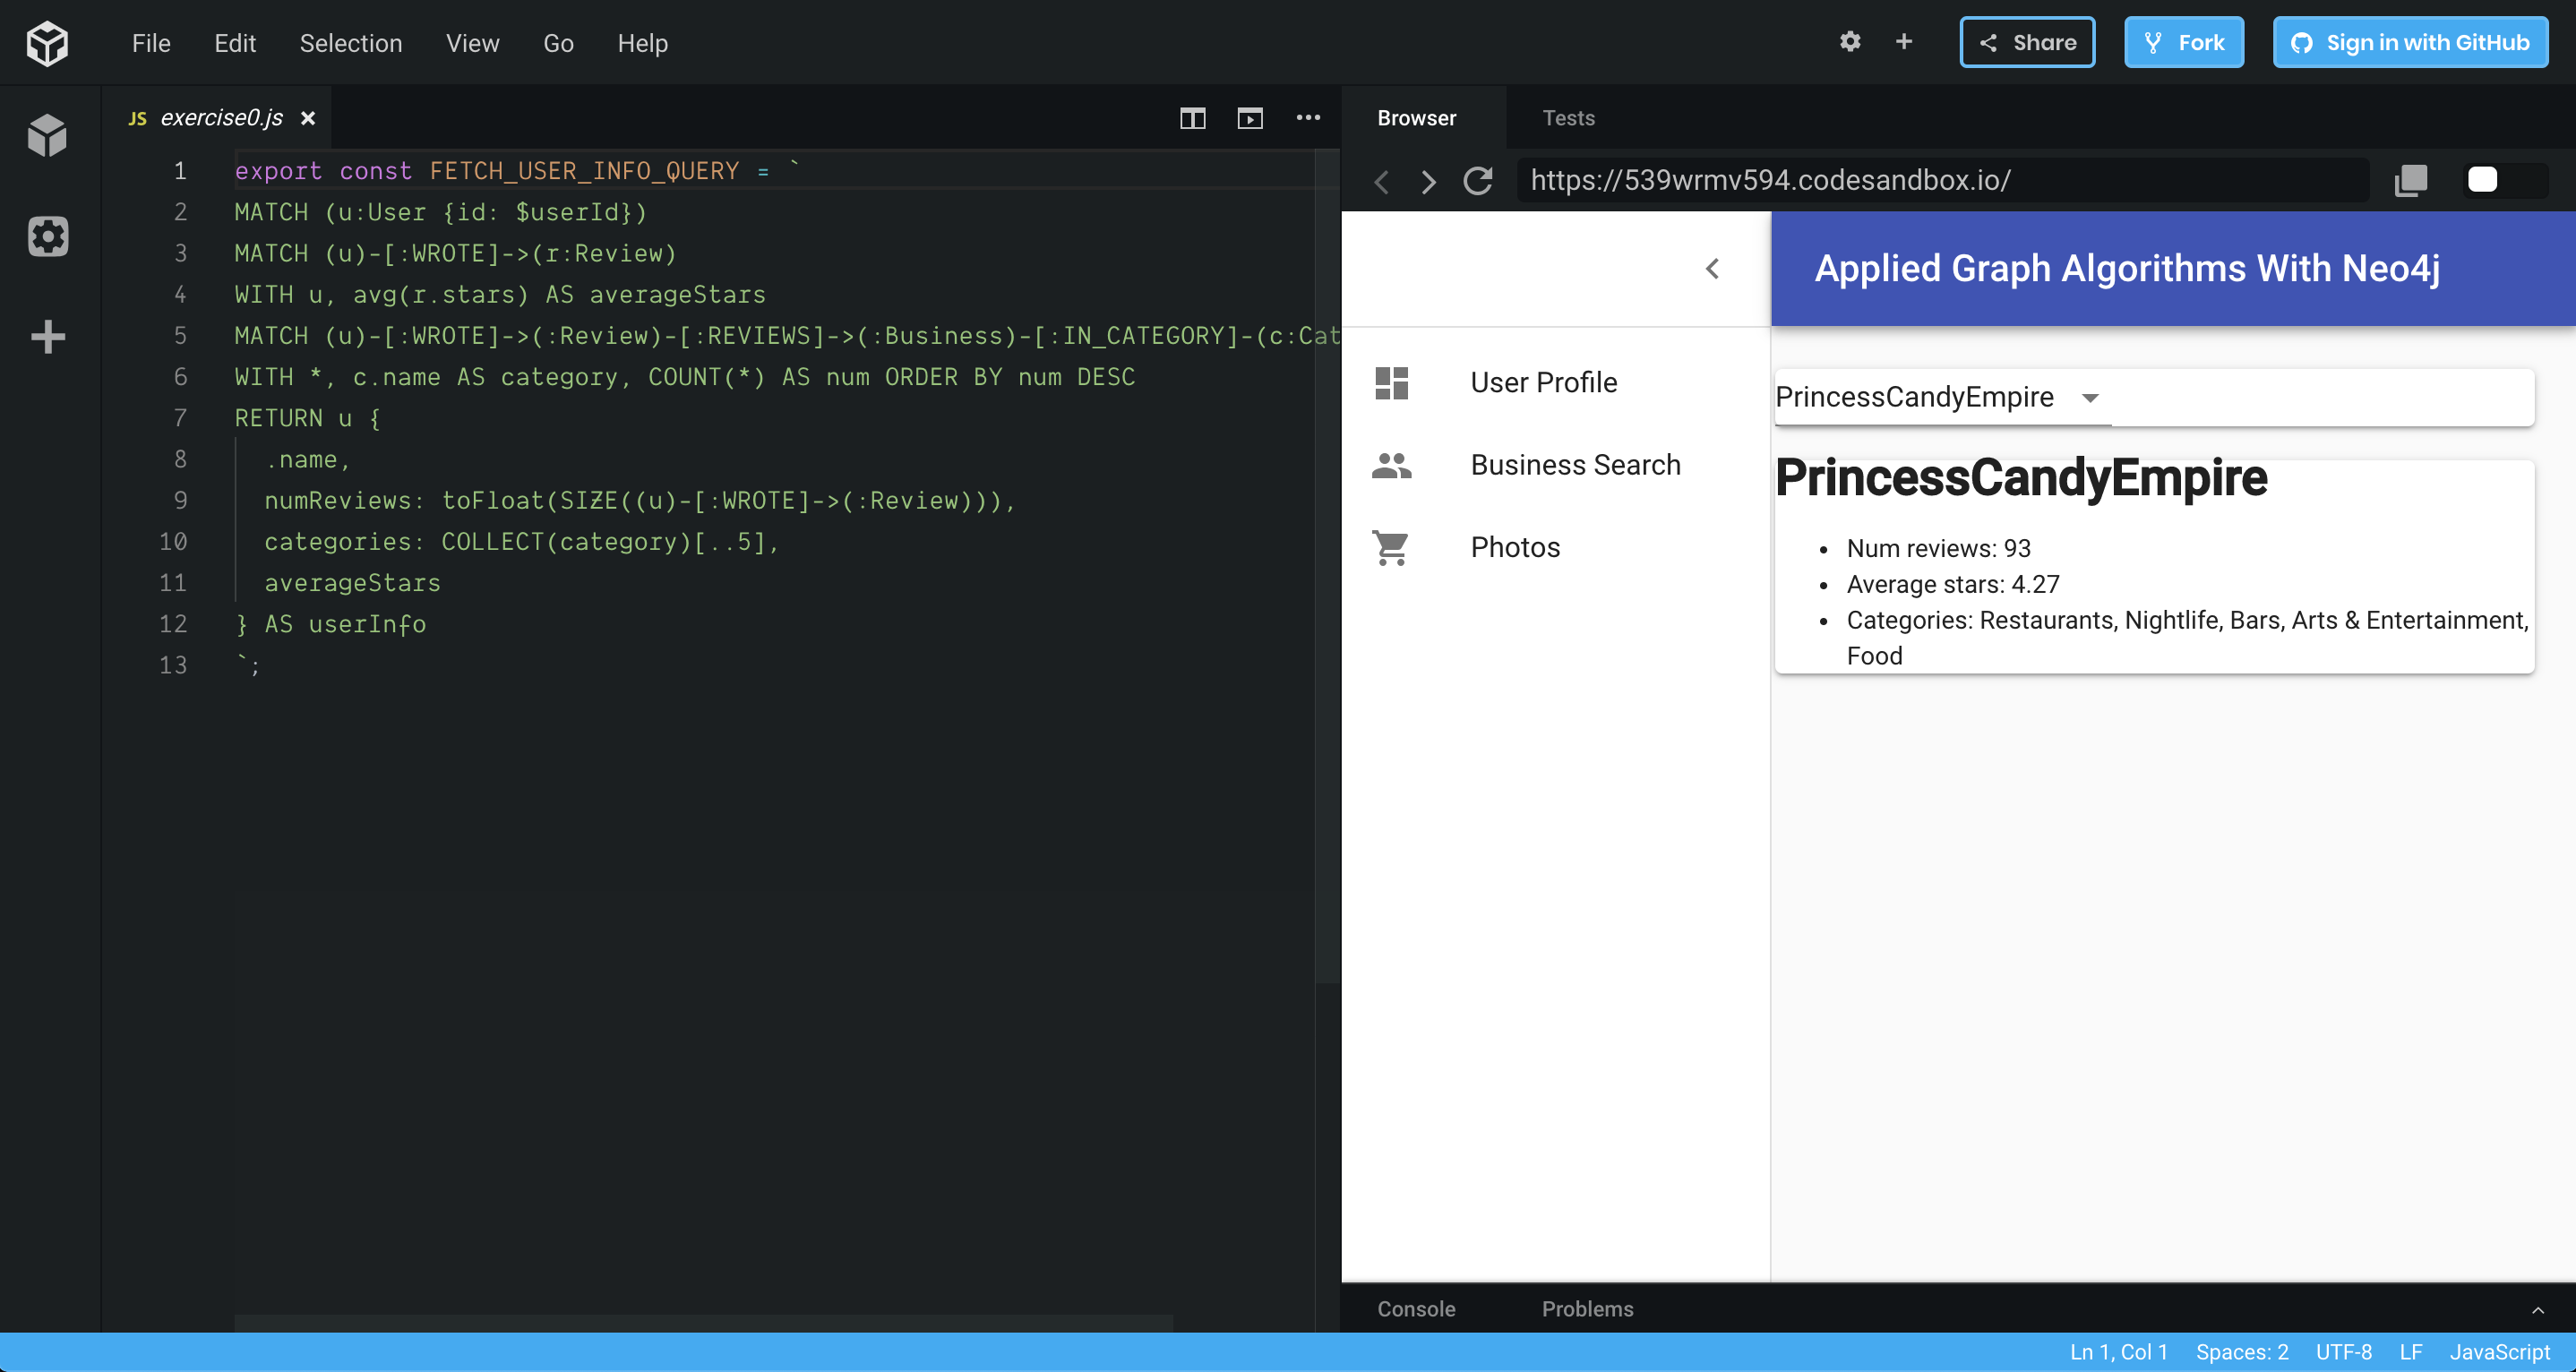 File Edit Selection View Go Help
Share Fork Sign in with GitHub
JS exercise0.js
1 export const FETCH_USER_INFO_QUERY = `
2 MATCH (u:User {id: $userId})
3 MATCH (u)-[:WROTE]->(r:Review)
4 WITH u, avg(r.stars) AS averageStars
5 MATCH (u)-[:WROTE]->(:Review)-[:REVIEWS]->(:Business)-[:IN_CATEGORY]-(c:Cat
6 WITH *, c.name AS category, COUNT(*) AS num ORDER BY num DESC
7 RETURN u {
8 .name,
9 numReviews: toFloat(SIZE((u)-[:WROTE]->(:Review))),
10 categories: COLLECT(category)[..5],
11 averageStars
12 } AS userInfo
13 `;
Browser Tests
https://539wrmv594.codesandbox.io/
Applied Graph Algorithms With Neo4j
User Profile
Business Search
Photos
PrincessCandyEmpire
PrincessCandyEmpire
• Num reviews: 93
• Average stars: 4.27
• Categories: Restaurants, Nightlife, Bars, Arts & Entertainment,
Food
Console Problems
Ln 1, Col 1 Spaces: 2 UTF-8 LF JavaScript